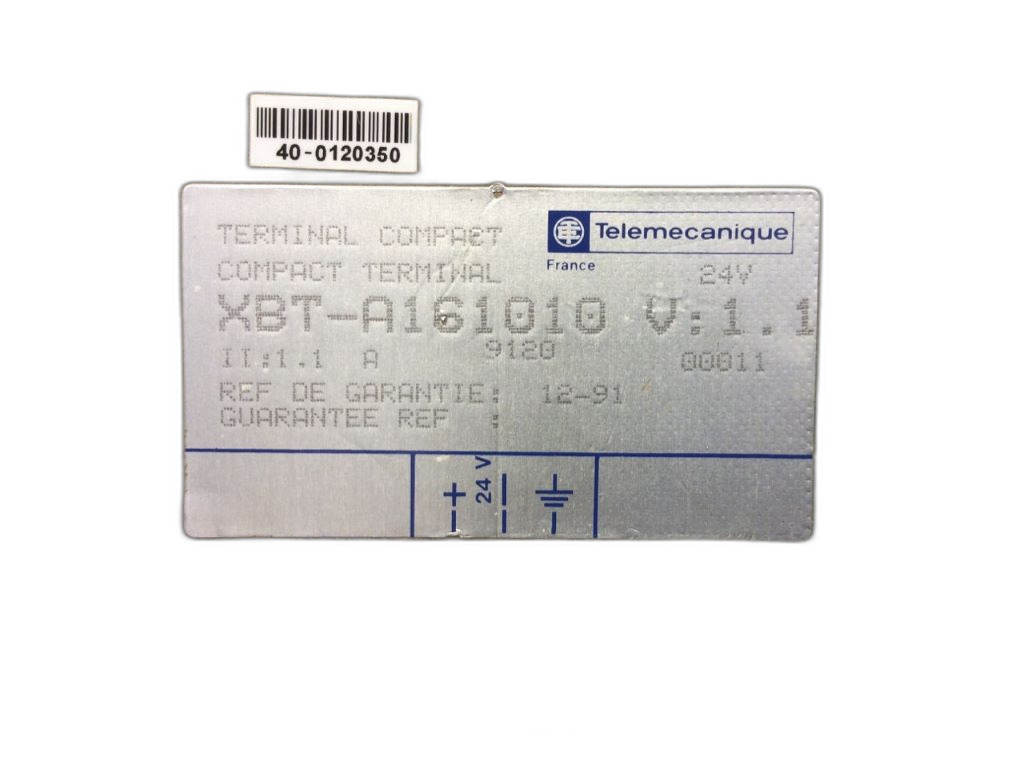 40-0120350
TERMINAL COMPACT
Telemecanique
France
COMPACT TERMINAL 24V
XBT-A161010 V:1.1
II:1.1 A 9120 00011
REF DE GARANTIE: 12-91
GUARANTEE REF :
24 V